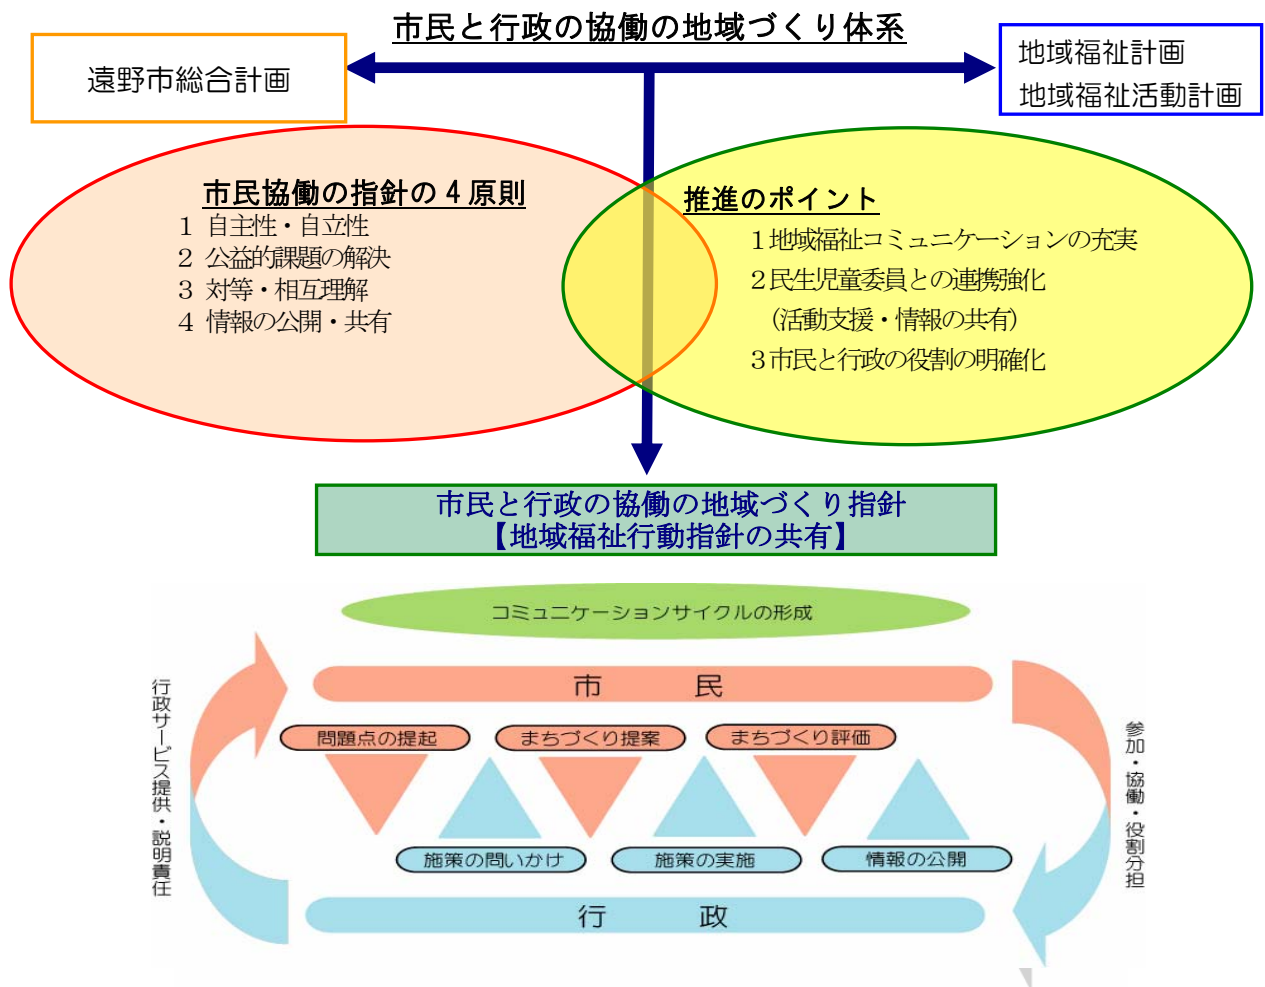 市民と行政の協働の地域づくり体系
遠野市総合計画
地域福祉計画
地域福祉活動計画
市民協働の指針の4原則
1 自主性・自立性
2 公益的課題の解決
3 対等・相互理解
4 情報の公開・共有
推進のポイント
1地域福祉コミュニケーションの充実
2民生児童委員との連携強化
(活動支援・情報の共有)
3市民と行政の役割の明確化
市民と行政の協働の地域づくり指針
【地域福祉行動指針の共有】
コミュニケーションサイクルの形成
行政サービス提供・説明責任
市 民
問題点の提起
まちづくり提案
まちづくり評価
施策の問いかけ
施策の実施
情報の公開
行 政
参加・協働・役割分担